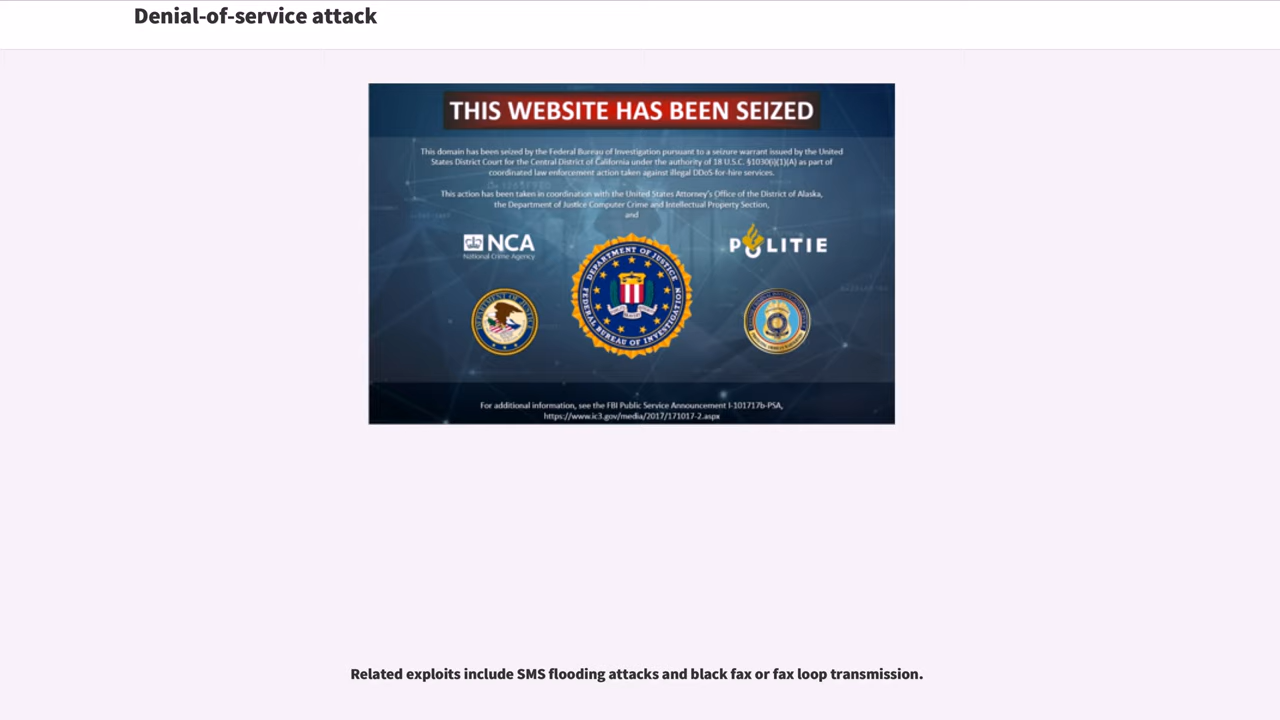 Denial-of-service attack
THIS WEBSITE HAS BEEN SEIZED
This domain has been seized by the Federal Bureau of Investigation pursuant to a seizure warrant issued by the United
States District Court for the Central District of California under the authority of 18 U.S.C. §1030(i)(1)(A) as part of
coordinated law enforcement action taken against illegal DDoS-for-hire services.
This action has been taken in coordination with the United States Attorney's Office of the District of Alaska,
the Department of Justice Computer Crime and Intellectual Property Section,
and
NCA
National Crime Agency
POLITIE
DEPARTMENT OF JUSTICE
FEDERAL BUREAU OF INVESTIGATION
DEPARTMENT OF JUSTICE
For additional information, see the FBI Public Service Announcement I-101717b-PSA,
https://www.ic3.gov/media/2017/171017-2.aspx
Related exploits include SMS flooding attacks and black fax or fax loop transmission.